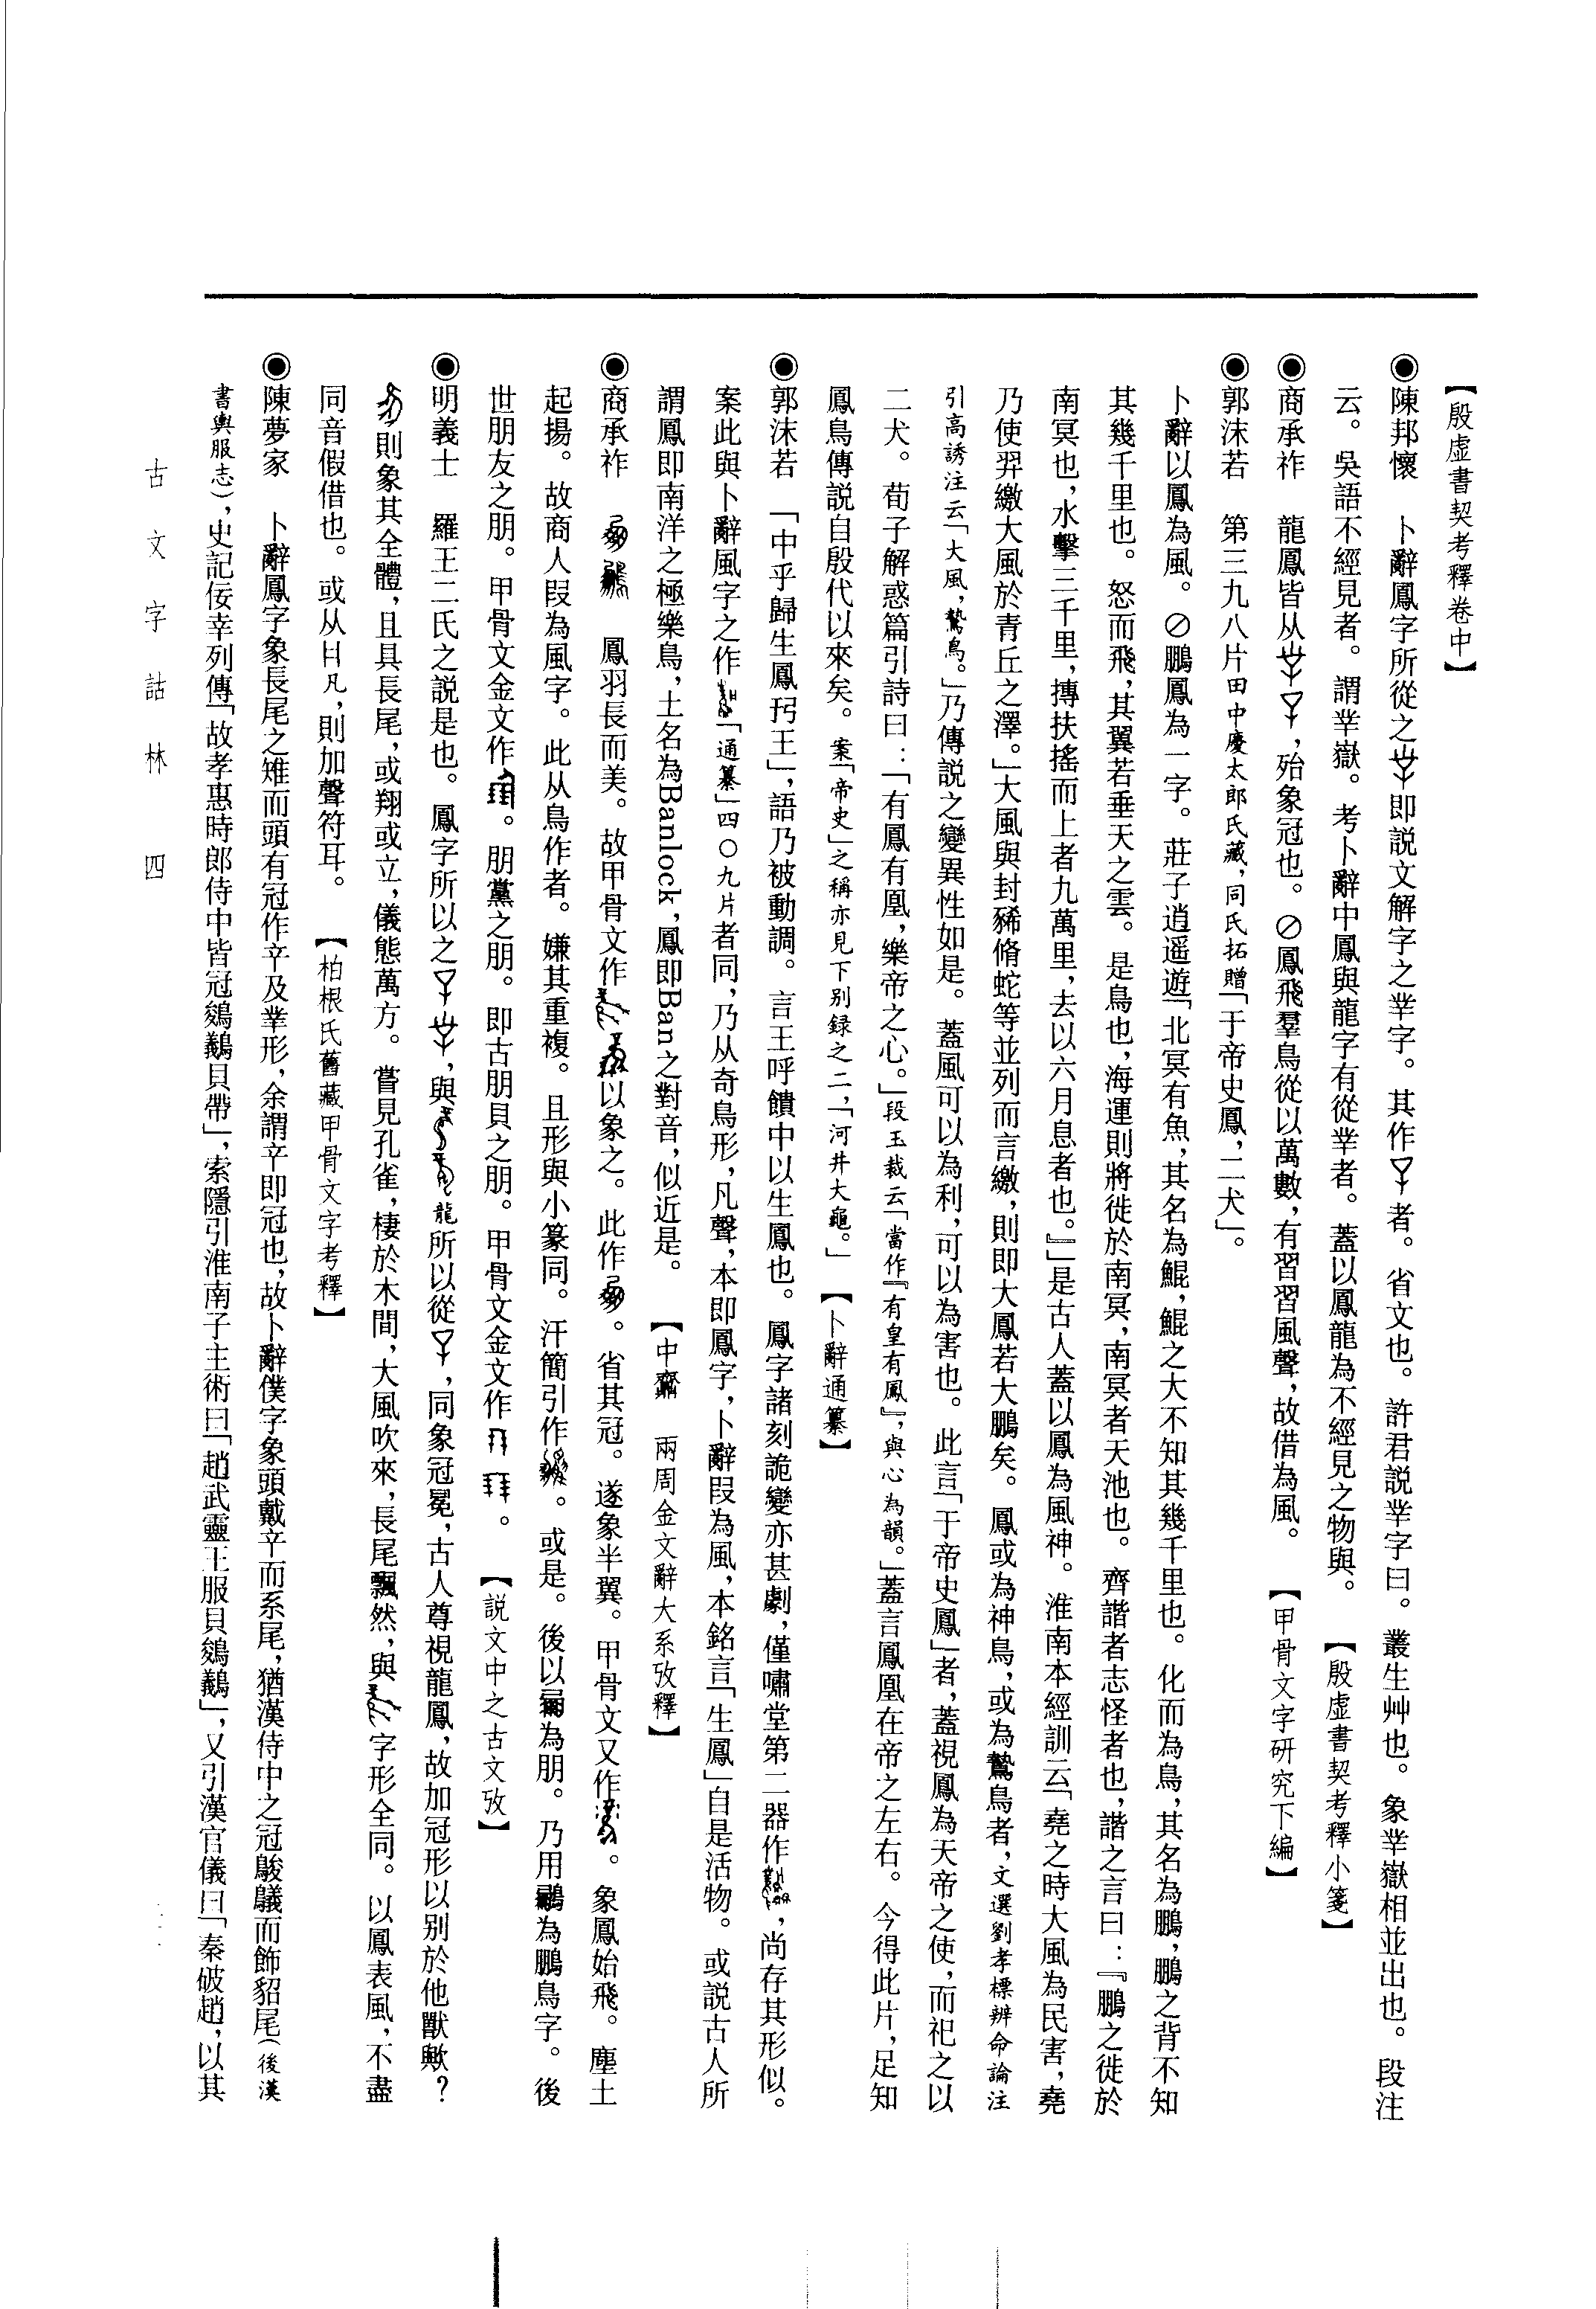 【殷虛書契考釋卷中】
◉陳邦懷　卜辭鳳字所從之即説文解字之丵字。其作者。省文也。許君説丵字曰。叢生艸也。象丵嶽相並出也。段注
云。吳語不經見者。謂丵嶽。考卜辭中鳳與龍字有從丵者。蓋以鳳龍為不經見之物與。　【殷虛書契考釋小箋】
◉商承祚　龍鳳皆从，殆象冠也。⊘鳳飛羣鳥從以萬數，有習習風聲，故借為風。　【甲骨文字研究下編】
◉郭沫若　第三九八片田中慶太郎氏藏，同氏拓贈「于帝史鳳，二犬」。
卜辭以鳳為風。⊘鵬鳳為一字。莊子逍遥遊「北冥有魚，其名為鯤，鯤之大不知其幾千里也。化而為鳥，其名為鵬，鵬之背不知
其幾千里也。怒而飛，其翼若垂天之雲。是鳥也，海運則將徙於南冥，南冥者天池也。齊諧者志怪者也，諧之言曰：『鵬之徙於
南冥也，水擊三千里，摶扶搖而上者九萬里，去以六月息者也。』」是古人蓋以鳳為風神。淮南本經訓云「堯之時大風為民害，堯
乃使羿繳大風於青丘之澤。」大風與封豨脩蛇等並列而言繳，則即大鳳若大鵬矣。鳳或為神鳥，或為鷙鳥者，文選劉孝標辨命論注
引高誘注云「大風，鷙鳥。」乃傳説之變異性如是。蓋風可以為利，可以為害也。此言「于帝史鳳」者，蓋視鳳為天帝之使，而祀之以
二犬。荀子解惑篇引詩曰：「有鳳有凰，樂帝之心。」段玉裁云「當作『有皇有鳳』，與心為韻。」蓋言鳳凰在帝之左右。今得此片，足知
鳳鳥傳説自殷代以來矣。案「帝史」之稱亦見下別録之二，「河井大龜。」　【卜辭通纂】
◉郭沫若　「中乎歸生鳳㺇王」，語乃被動調。言王呼饋中以生鳳也。鳳字諸刻詭變亦甚劇，僅嘯堂第二器作，尚存其形似。
案此與卜辭風字之作「通纂」四〇九片者同，乃从奇鳥形，凡聲，本即鳳字，卜辭叚為風，本銘言「生鳳」自是活物。或説古人所
謂鳳即南洋之極樂鳥，土名為Banlock，鳳即Ban之對音，似近是。　【中齋　兩周金文辭大系攷釋】
◉商承祚　　鳳羽長而美。故甲骨文作以象之。此作。省其冠。遂象半翼。甲骨文又作。象鳳始飛。塵土
起揚。故商人叚為風字。此从鳥作者。嫌其重複。且形與小篆同。汗簡引作。或是。後以為朋。乃用為鵬鳥字。後
世朋友之朋。甲骨文金文作。朋黨之朋。即古朋貝之朋。甲骨文金文作。　【説文中之古文攷】
◉明義士　羅王二氏之説是也。鳳字所以之，與龍所以從，同象冠冕，古人尊視龍鳳，故加冠形以別於他獸歟？
則象其全體，且具長尾，或翔或立，儀態萬方。嘗見孔雀，棲於木間，大風吹來，長尾飄然，與字形全同。以鳳表風，不盡
同音假借也。或从凡，則加聲符耳。　【柏根氏舊藏甲骨文字考釋】
◉陳夢家　卜辭鳳字象長尾之雉而頭有冠作䇂及丵形，余謂䇂即冠也，故卜辭僕字象頭戴䇂而系尾，猶漢侍中之冠鵔鸃而飾貂尾（後漢
書輿服志），史記佞幸列傳「故孝惠時郎侍中皆冠鵔鸃貝帶」，索隱引淮南子主術曰「趙武靈王服貝鵔鸃」，又引漢官儀曰「秦破趙，以其
古文字詁林　四